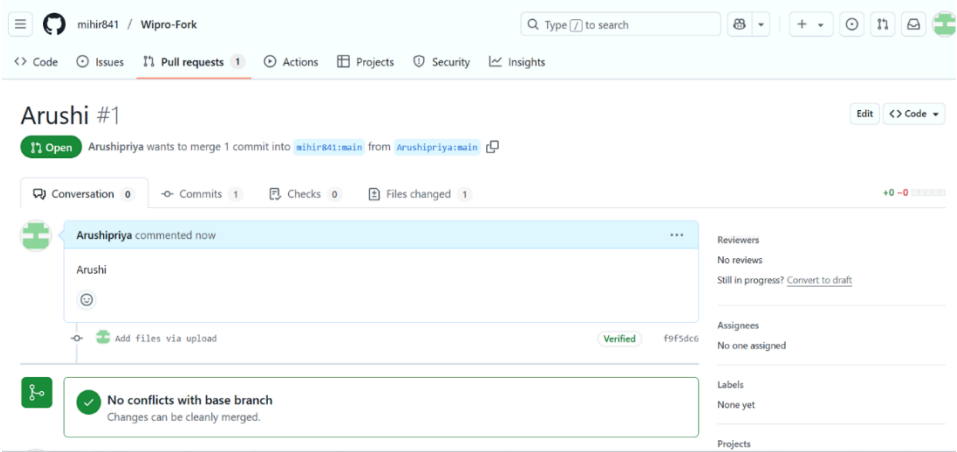 mihir841 / Wipro-Fork
Type / to search
Code Issues Pull requests 1 Actions Projects Security Insights
Arushi #1
Edit <> Code
Open Arushipriya wants to merge 1 commit into mihir841:main from Arushipriya:main
Conversation 0 Commits 1 Checks 0 Files changed 1
+0 −0
Arushipriya commented now ...
Arushi
Add files via upload Verified f9f5dc6
No conflicts with base branch
Changes can be cleanly merged.
Reviewers
No reviews
Still in progress? Convert to draft
Assignees
No one assigned
Labels
None yet
Projects